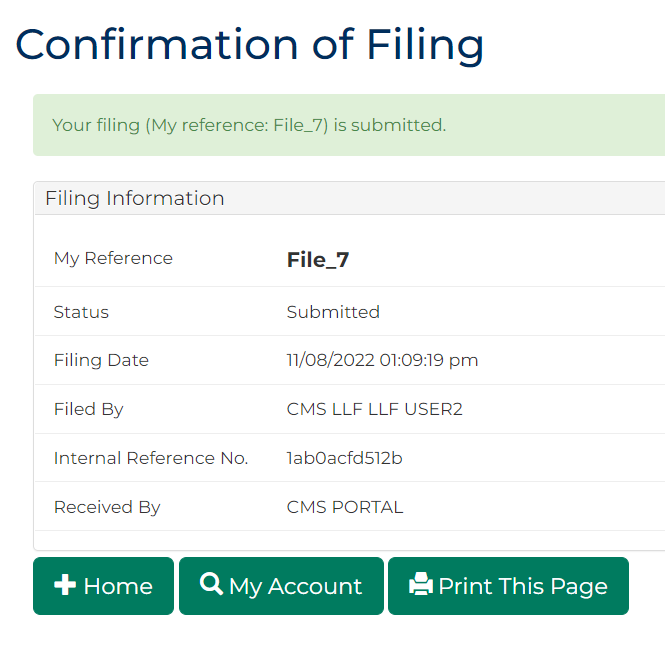 Confirmation of Filing
Your filing (My reference: File_7) is submitted.
Filing Information
My Reference File_7
Status Submitted
Filing Date 11/08/2022 01:09:19 pm
Filed By CMS LLF LLF USER2
Internal Reference No. 1ab0acfd512b
Received By CMS PORTAL
Home My Account Print This Page